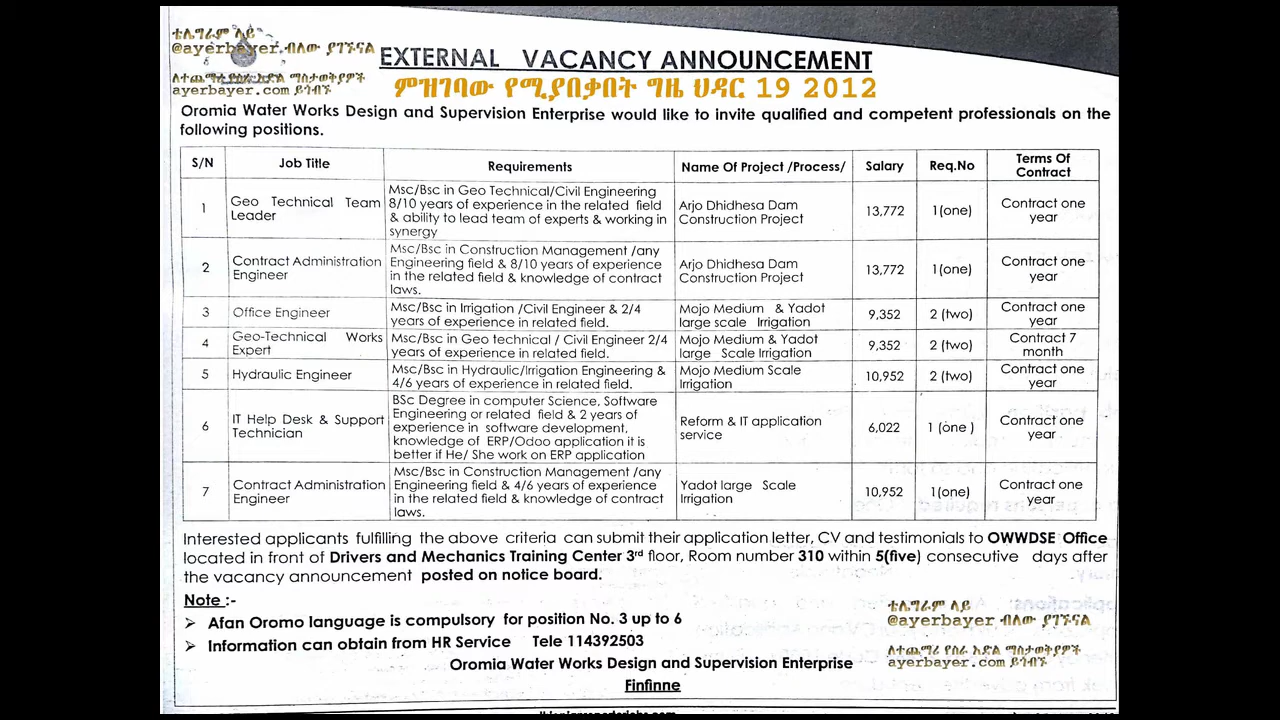 ቴሌግራም ላይ
@ayerbayer ብለው ያገኙናል
ለተጨማሪ የስራ እድል ማስታወቂያዎች
ayerbayer.com ይጎብኙ
EXTERNAL VACANCY ANNOUNCEMENT
ምዝገባው የሚያበቃበት ግዜ ህዳር 19 2012
Oromia Water Works Design and Supervision Enterprise would like to invite qualified and competent professionals on the
following positions.
S/N Job Title Requirements Name Of Project /Process/ Salary Req.No Terms Of Contract
1 Geo Technical Team Leader Msc/Bsc in Geo Technical/Civil Engineering 8/10 years of experience in the related field & ability to lead team of experts & working in synergy Arjo Dhidhesa Dam Construction Project 13,772 1(one) Contract one year
2 Contract Administration Engineer Msc/Bsc in Construction Management /any Engineering field & 8/10 years of experience in the related field & knowledge of contract laws. Arjo Dhidhesa Dam Construction Project 13,772 1(one) Contract one year
3 Office Engineer Msc/Bsc in Irrigation /Civil Engineer & 2/4 years of experience in related field. Mojo Medium & Yadot large scale Irrigation 9,352 2 (two) Contract one year
4 Geo-Technical Works Expert Msc/Bsc in Geo technical / Civil Engineer 2/4 years of experience in related field. Mojo Medium & Yadot large Scale Irrigation 9,352 2 (two) Contract 7 month
5 Hydraulic Engineer Msc/Bsc in Hydraulic/Irrigation Engineering & 4/6 years of experience in related field. Mojo Medium Scale Irrigation 10,952 2 (two) Contract one year
6 IT Help Desk & Support Technician BSc Degree in computer Science, Software Engineering or related field & 2 years of experience in software development, knowledge of ERP/Odoo application it is better if He/ She work on ERP application Reform & IT application service 6,022 1 (one ) Contract one year
7 Contract Administration Engineer Msc/Bsc in Construction Management /any Engineering field & 4/6 years of experience in the related field & knowledge of contract laws. Yadot large Scale Irrigation 10,952 1(one) Contract one year
Interested applicants fulfilling the above criteria can submit their application letter, CV and testimonials to OWWDSE Office
located in front of Drivers and Mechanics Training Center 3rd floor, Room number 310 within 5(five) consecutive days after
the vacancy announcement posted on notice board.
Note :-
➢ Afan Oromo language is compulsory for position No. 3 up to 6
➢ Information can obtain from HR Service Tele 114392503
Oromia Water Works Design and Supervision Enterprise
Finfinne
ቴሌግራም ላይ
@ayerbayer ብለው ያገኙናል
ለተጨማሪ የስራ እድል ማስታወቂያዎች
ayerbayer.com ይጎብኙ